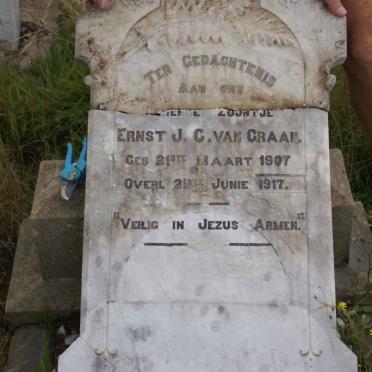 TER GEDACHTENIS
AAN ONS
ZOONTJE
ERNST J. C. VAN GRAAN.
GEB 21STE MAART 1907
OVERL 21STE JUNIE 1917.
"VEILIG IN JEZUS ARMEN."